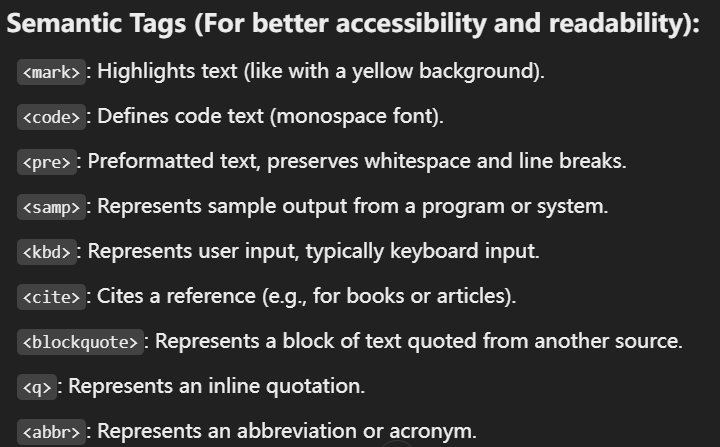 Semantic Tags (For better accessibility and readability):
<mark>: Highlights text (like with a yellow background).
<code>: Defines code text (monospace font).
<pre>: Preformatted text, preserves whitespace and line breaks.
<samp>: Represents sample output from a program or system.
<kbd>: Represents user input, typically keyboard input.
<cite>: Cites a reference (e.g., for books or articles).
<blockquote>: Represents a block of text quoted from another source.
<q>: Represents an inline quotation.
<abbr>: Represents an abbreviation or acronym.